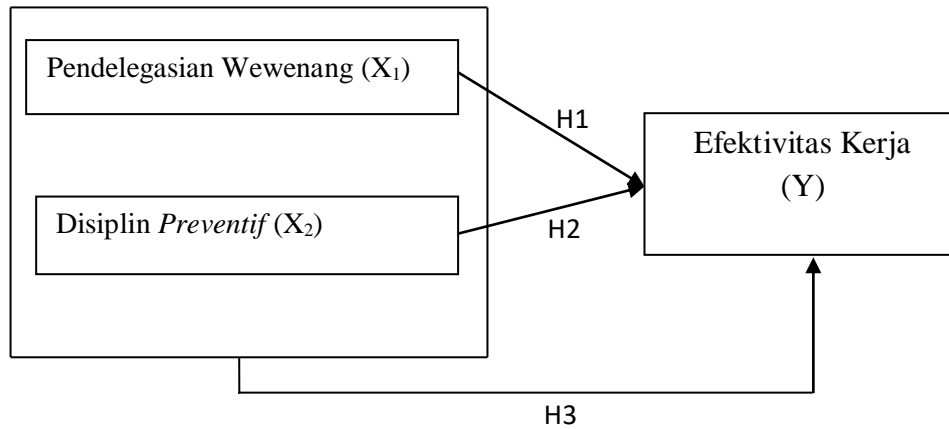 Pendelegasian Wewenang (X₁)
H1
Efektivitas Kerja
(Y)
Disiplin Preventif (X₂)
H2
H3